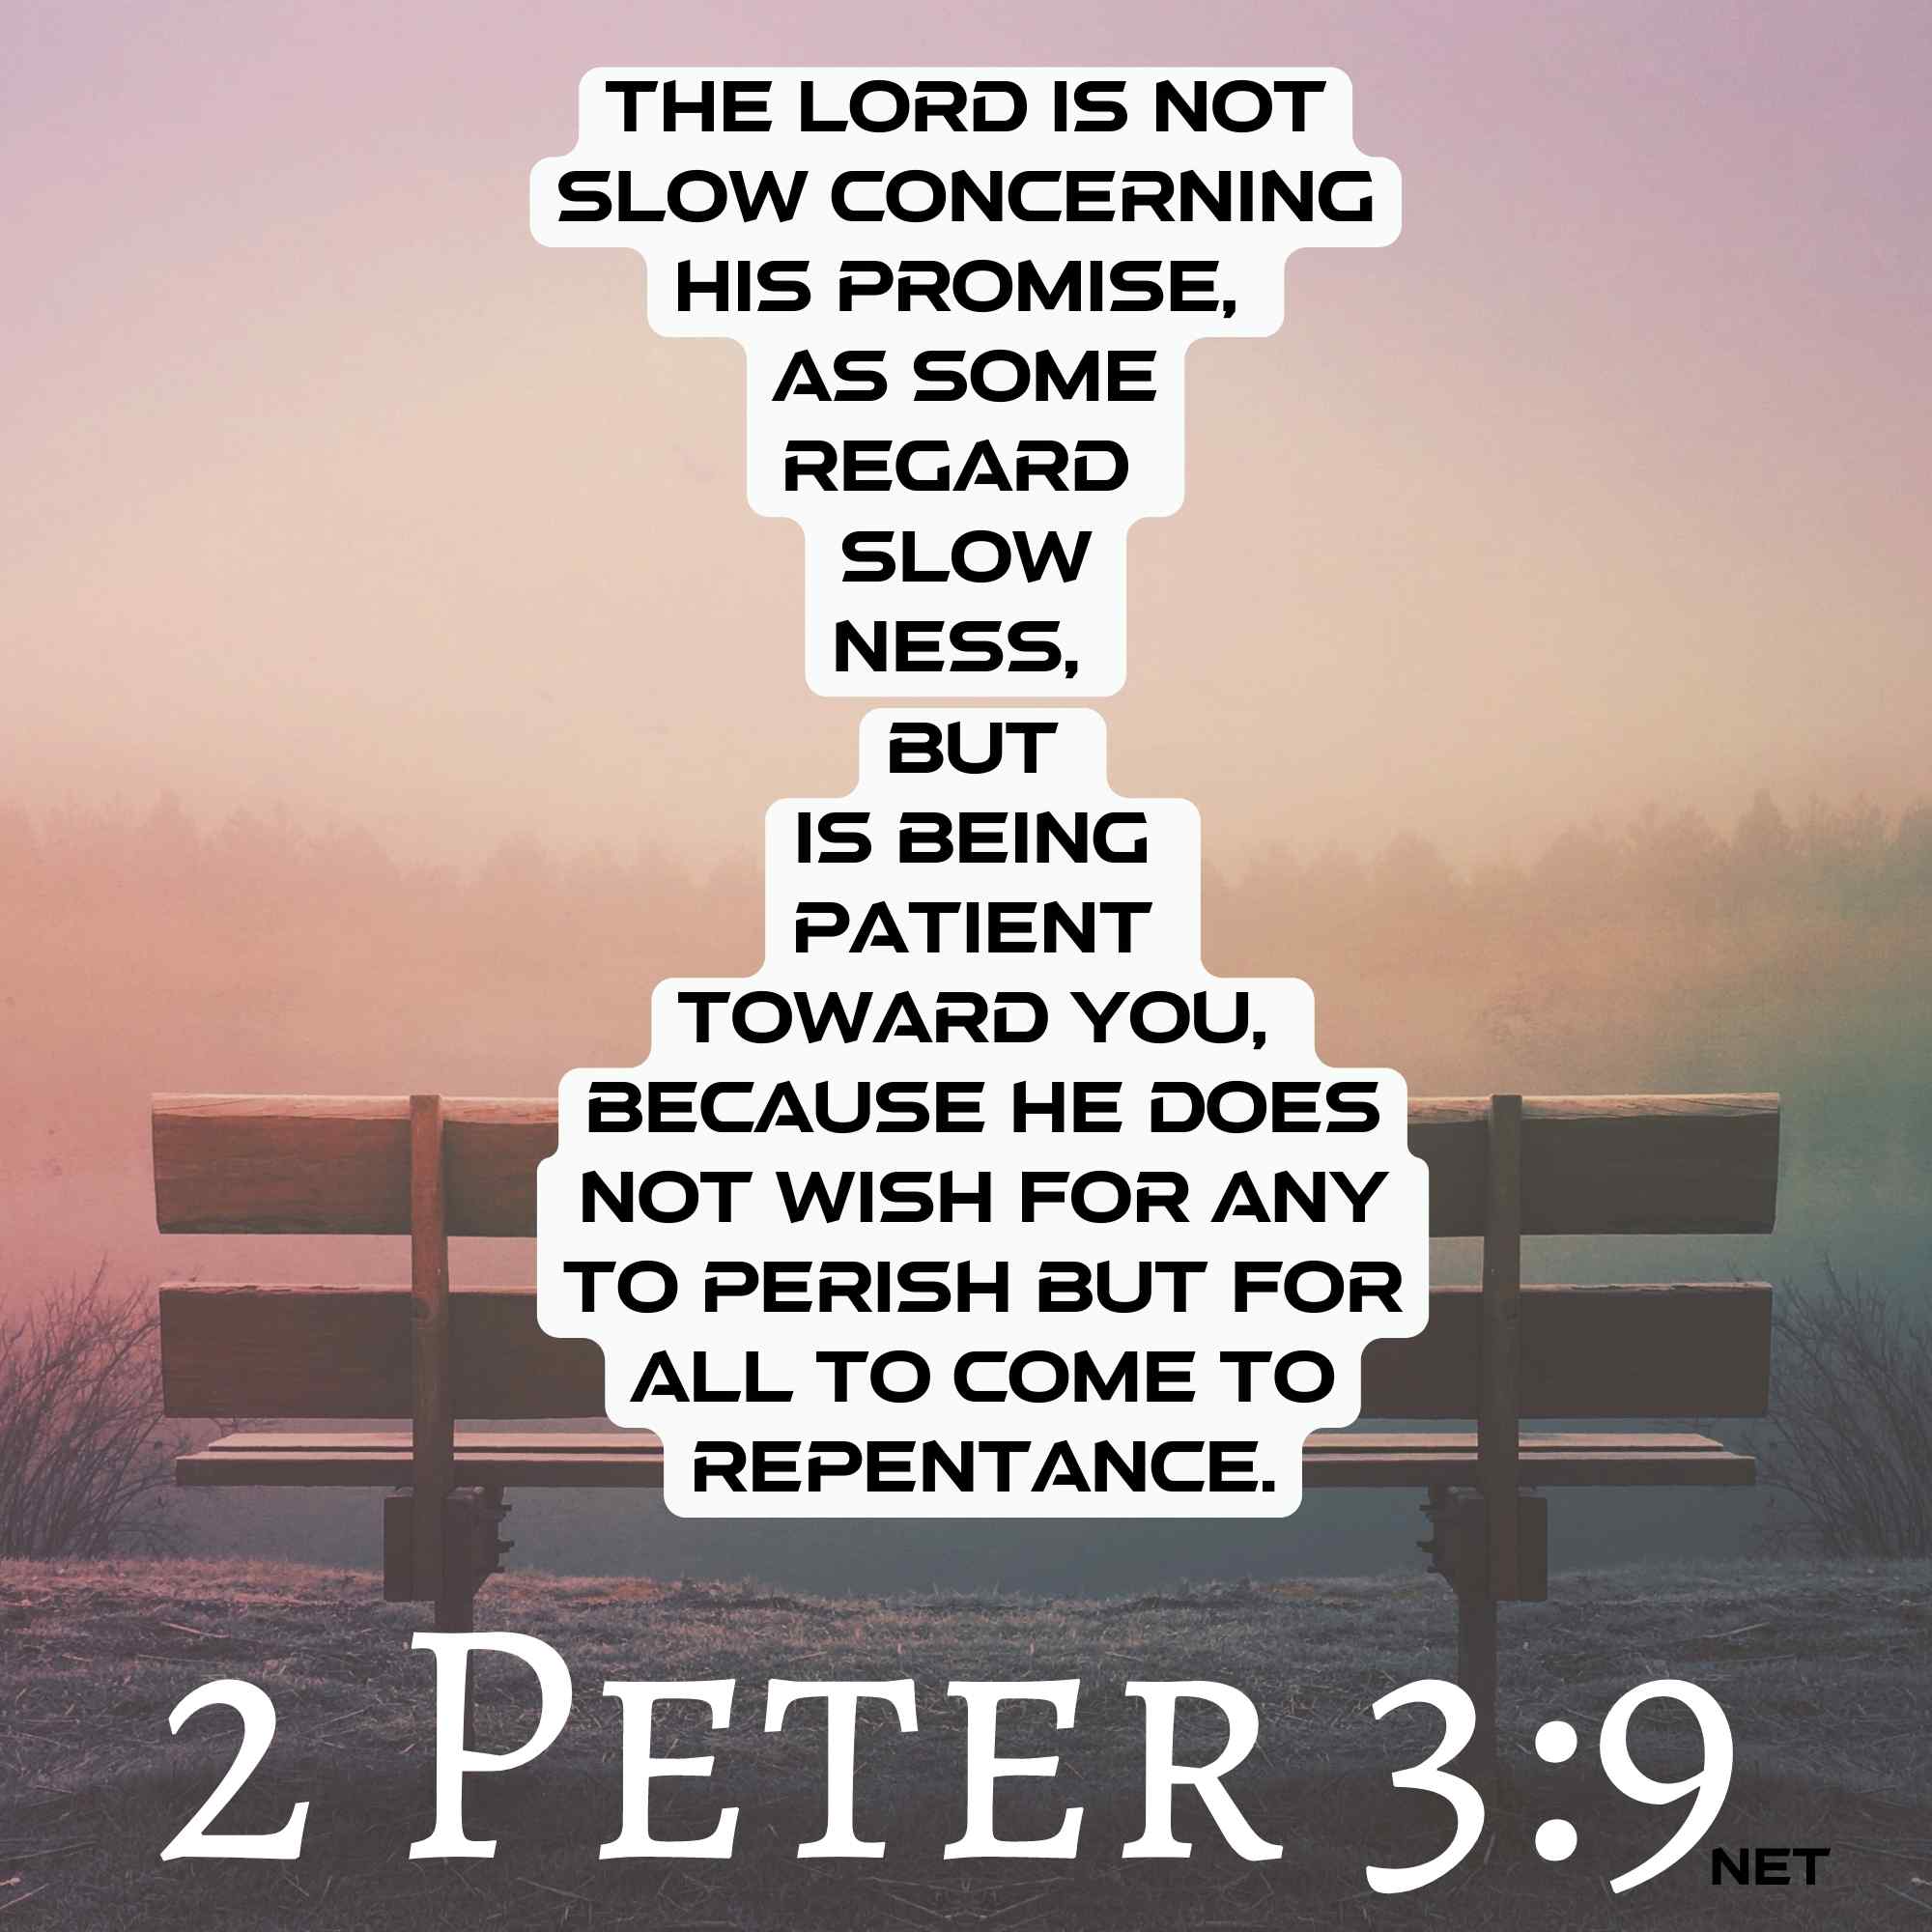 THE LORD IS NOT
SLOW CONCERNING
HIS PROMISE,
AS SOME
REGARD
SLOW
NESS,
BUT
IS BEING
PATIENT
TOWARD YOU,
BECAUSE HE DOES
NOT WISH FOR ANY
TO PERISH BUT FOR
ALL TO COME TO
REPENTANCE.
2 PETER 3:9
NET